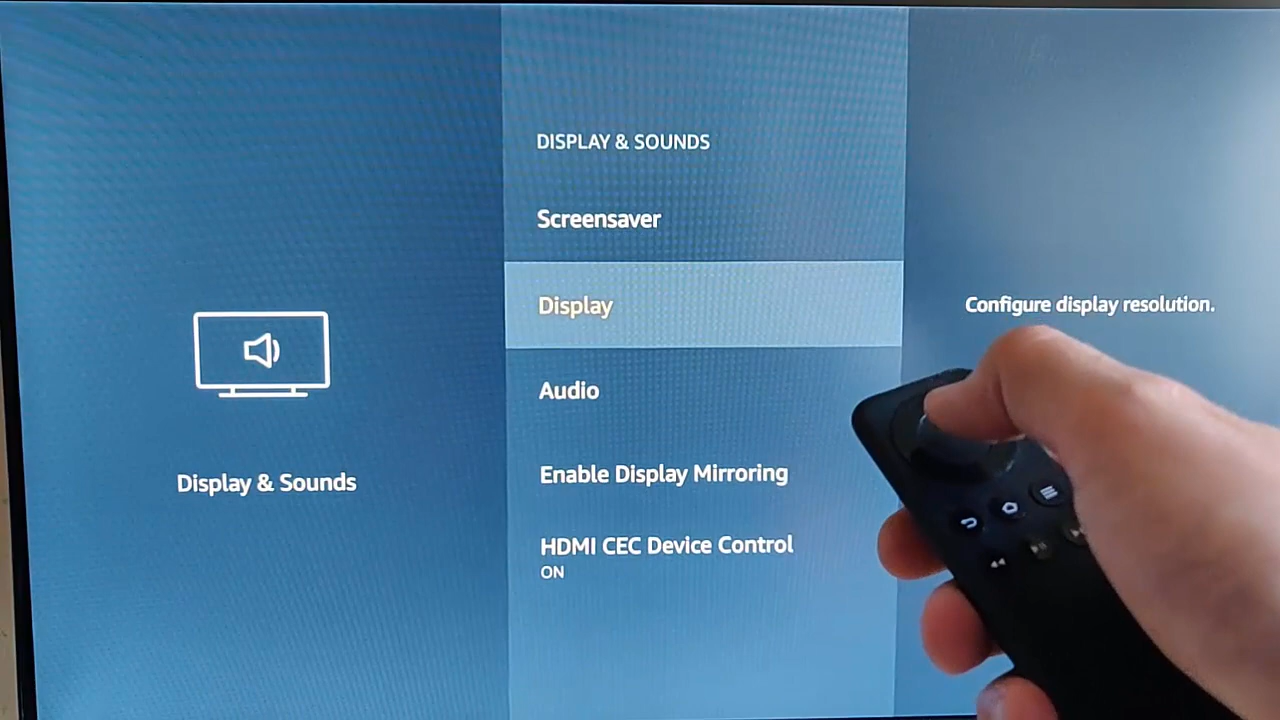 DISPLAY & SOUNDS
Screensaver
Display
Configure display resolution.
Audio
Enable Display Mirroring
Display & Sounds
HDMI CEC Device Control
ON